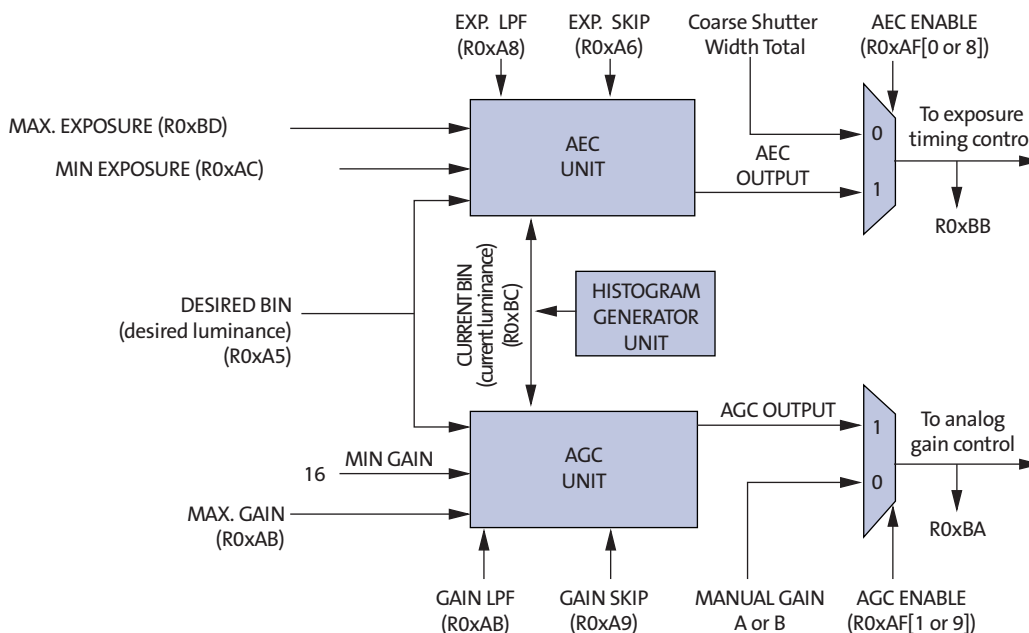 EXP. LPF
(R0xA8)
EXP. SKIP
(R0xA6)
Coarse Shutter
Width Total
AEC ENABLE
(R0xAF[0 or 8])
MAX. EXPOSURE (R0xBD)
MIN EXPOSURE (R0xAC)
AEC
UNIT
AEC
OUTPUT
0
1
To exposure
timing control
R0xBB
DESIRED BIN
(desired luminance)
(R0xA5)
CURRENT BIN
(current luminance)
(R0xBC)
HISTOGRAM
GENERATOR
UNIT
16
MIN GAIN
MAX. GAIN
(R0xAB)
AGC
UNIT
AGC OUTPUT
1
0
To analog
gain control
R0xBA
GAIN LPF
(R0xAB)
GAIN SKIP
(R0xA9)
MANUAL GAIN
A or B
AGC ENABLE
(R0xAF[1 or 9])